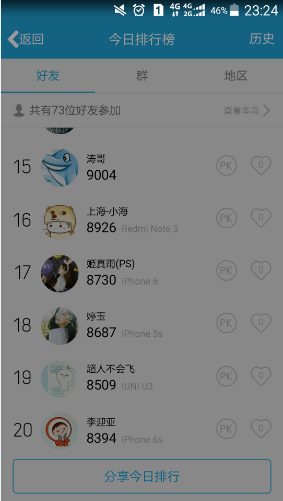 1 4G 4G 2G 46% 23:24
返回 今日排行榜 历史
好友 群 地区
共有73位好友参加 查看本周
15 涛哥 PK 0
9004
16 上海-小海 PK 0
8926 Redmi Note 3
17 姬真雨(PS) PK 0
8730 iPhone 6
18 婷玉 PK 0
8687 iPhone 5s
19 超人不会飞 PK 0
8509 IUNI U3
20 李迎亚 PK 0
8394 iPhone 6s
分享今日排行